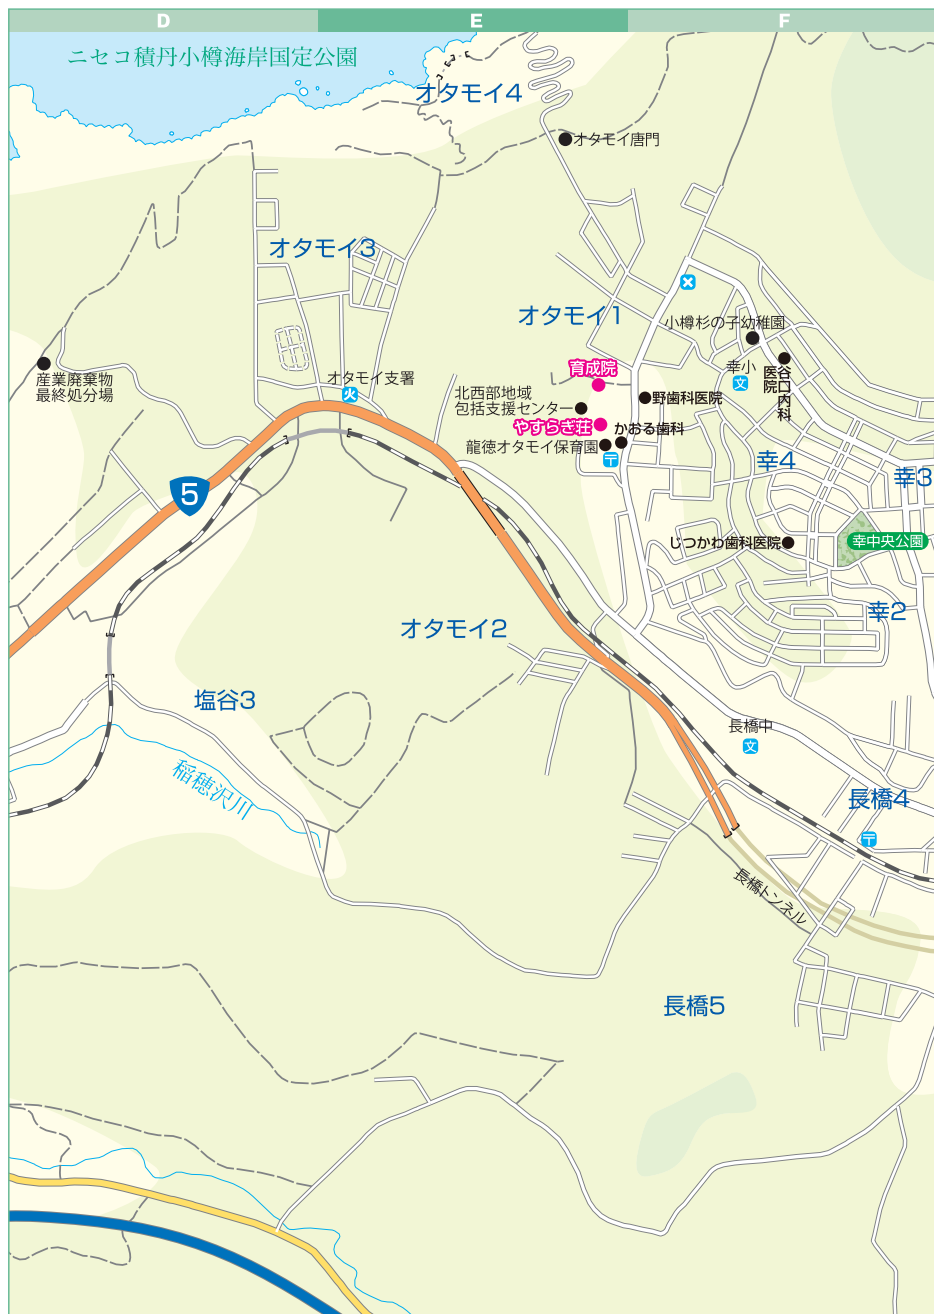 D
E
F
ニセコ積丹小樽海岸国定公園
オタモイ4
オタモイ唐門
オタモイ3
オタモイ1
小樽杉の子幼稚園
産業廃棄物
最終処分場
オタモイ支署
火
育成院
北西部地域
包括支援センター
野歯科医院
幸小
文
谷口内科
医院
やすらぎ荘
かおる歯科
龍徳オタモイ保育園
〒
幸4
幸3
5
じつかわ歯科医院
幸中央公園
幸2
オタモイ2
塩谷3
長橋中
文
稲穂沢川
長橋4
〒
長橋トンネル
長橋5